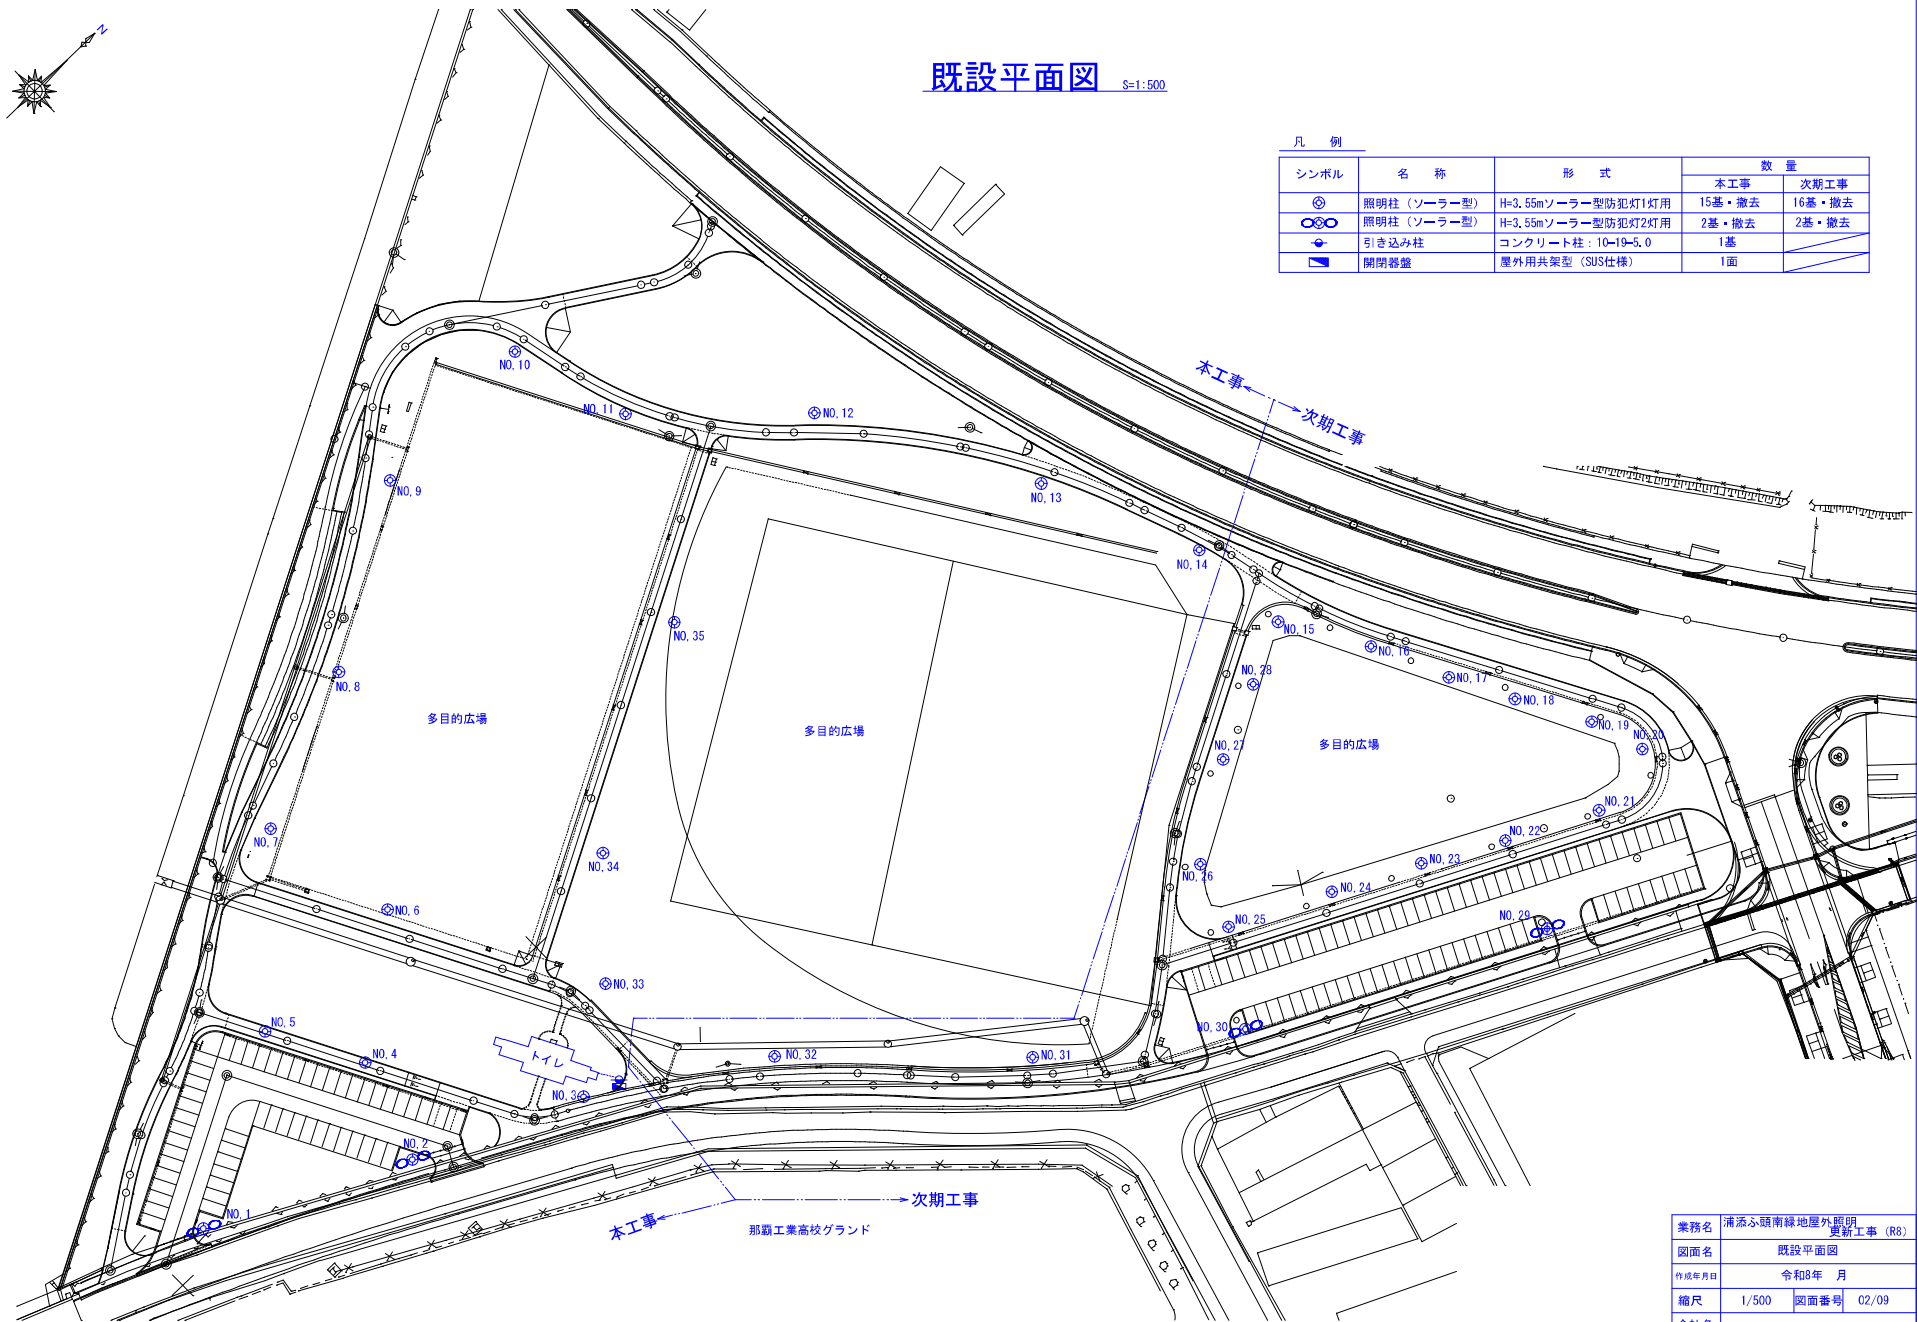 N
既設平面図 S=1:500
凡 例
シンボル 名 称 形 式 数 量
本工事 次期工事
照明柱（ソーラー型） H=3.55mソーラー型防犯灯1灯用 15基・撤去 16基・撤去
照明柱（ソーラー型） H=3.55mソーラー型防犯灯2灯用 2基・撤去 2基・撤去
引き込み柱 コンクリート柱：10-19-5.0 1基
開閉器盤 屋外用共架型（SUS仕様） 1面
本工事
次期工事
NO,10
NO,11
NO,12
NO,9
NO,13
NO,14
NO,35
NO,15
NO,16
NO,28
NO,17
NO,18
NO,8
NO,19
NO,20
多目的広場
多目的広場
多目的広場
NO,27
NO,21
NO,22
NO,7
NO,34
NO,23
NO,26
NO,24
NO,6
NO,25
NO,29
NO,33
NO,5
NO,30
NO,4
トイレ
NO,32
NO,31
NO,3
NO,2
NO,1
本工事
次期工事
那覇工業高校グランド
業務名 浦添ふ頭南緑地屋外照明
更新工事（R8）
図面名 既設平面図
作成年月日 令和8年 月
縮尺 1/500 図面番号 02/09